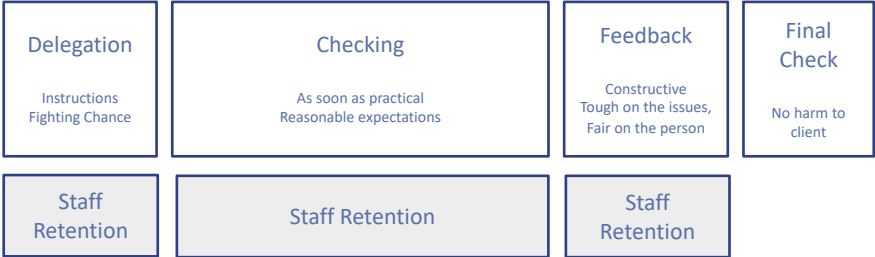 Delegation
Instructions
Fighting Chance
Checking
As soon as practical
Reasonable expectations
Feedback
Constructive
Tough on the issues,
Fair on the person
Final
Check
No harm to
client
Staff
Retention
Staff Retention
Staff
Retention